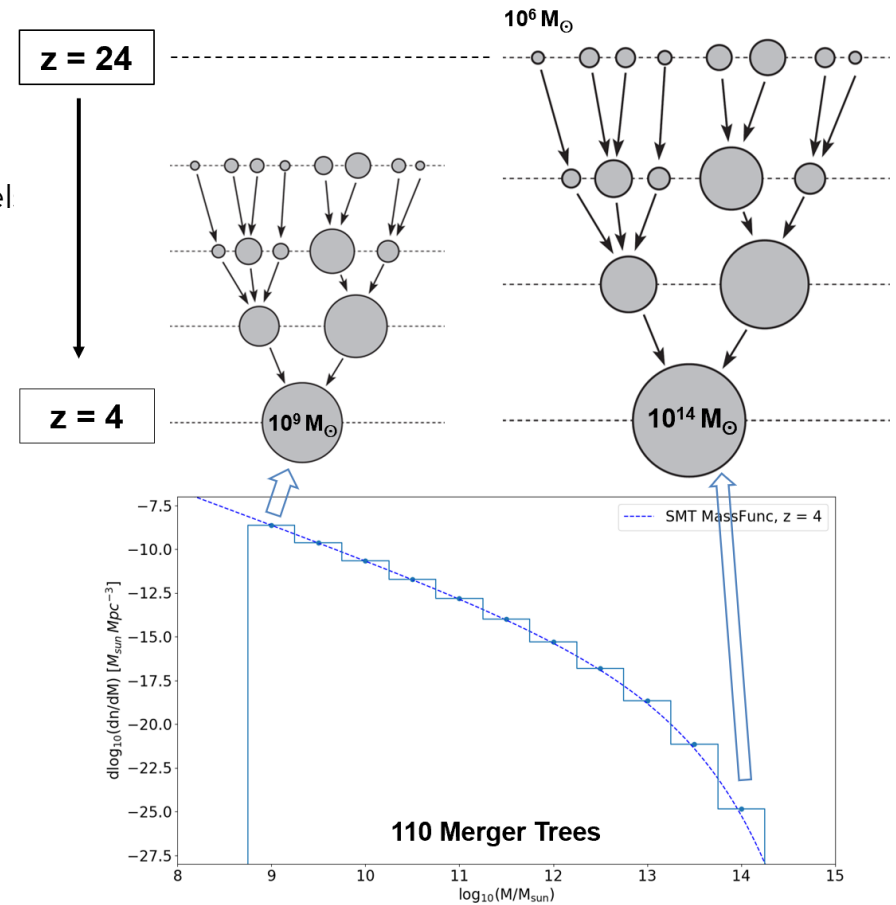 10⁶ M☉
z = 24
el
z = 4
10⁹ M☉
10¹⁴ M☉
SMT MassFunc, z = 4
dlog₁₀(dn/dM) [M_sun Mpc⁻³]
−7.5
−10.0
−12.5
−15.0
−17.5
−20.0
−22.5
−25.0
−27.5
110 Merger Trees
8 9 10 11 12 13 14 15
log₁₀(M/M_sun)